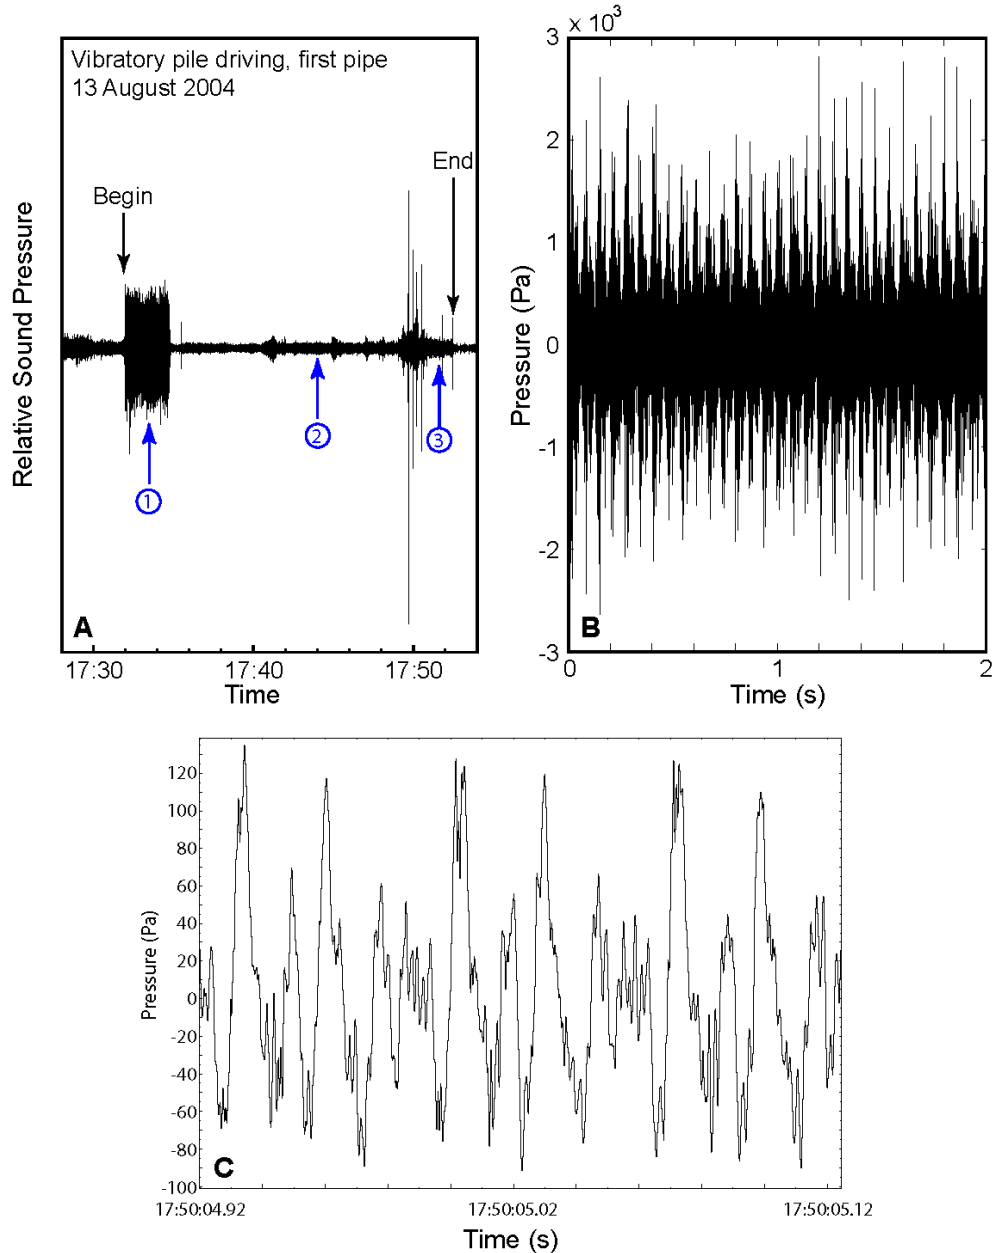 Vibratory pile driving, first pipe
13 August 2004
Begin
End
1
2
3
A
Relative Sound Pressure
17:30
17:40
17:50
Time
3 x 10³
2
1
0
-1
-2
-3
Pressure (Pa)
B
0
1
2
Time (s)
120
100
80
60
40
20
0
-20
-40
-60
-80
-100
Pressure (Pa)
C
17:50:04.92
17:50:05.02
17:50:05.12
Time (s)